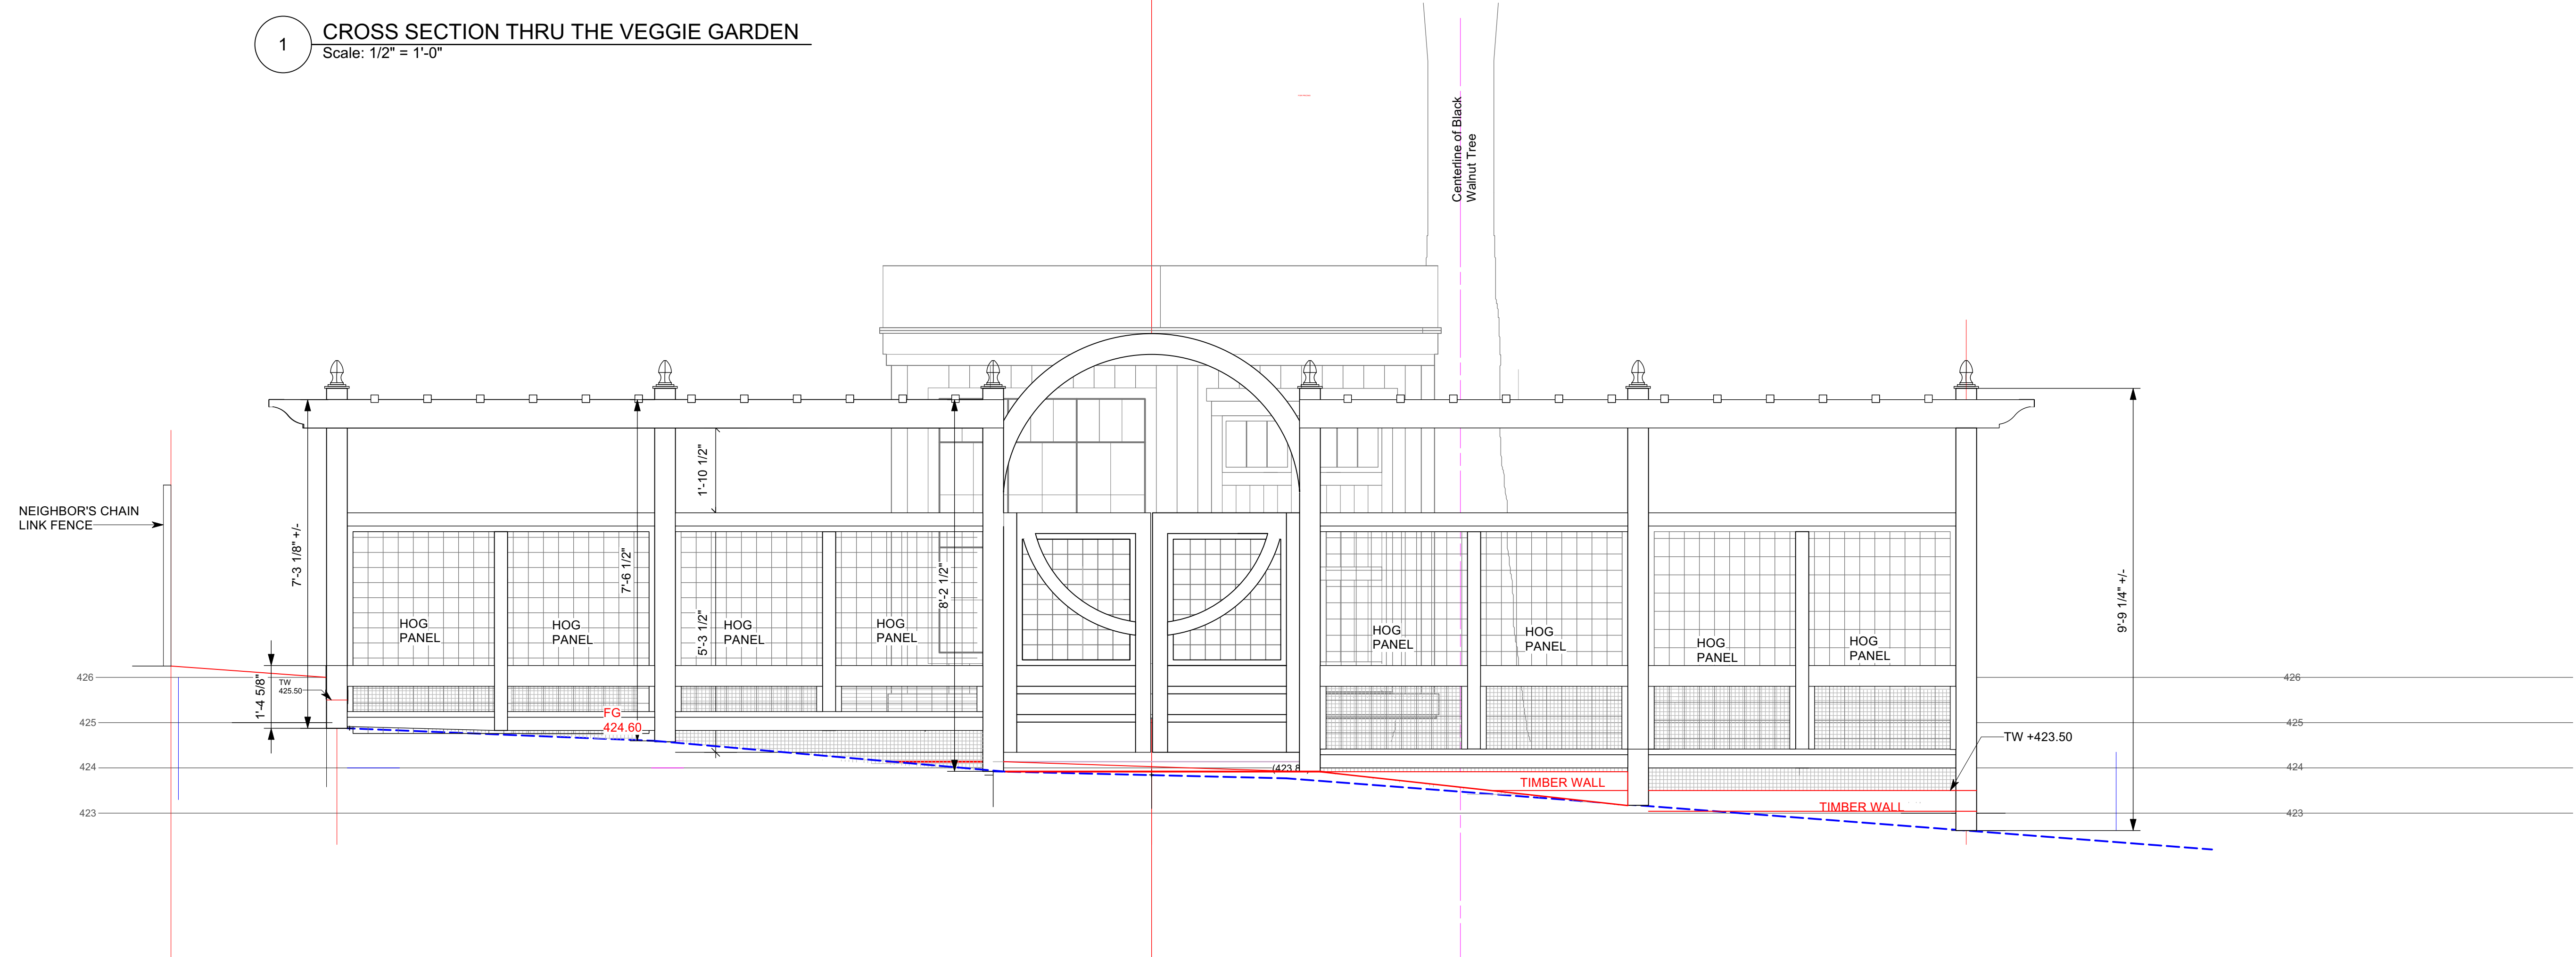 1
CROSS SECTION THRU THE VEGGIE GARDEN
Scale: 1/2" = 1'-0"
Centerline of Black
Walnut Tree
NEIGHBOR'S CHAIN
LINK FENCE
7'-3 1/8" +/-
7'-6 1/2"
1'-10 1/2"
5'-3 1/2"
8'-2 1/2"
9'-9 1/4" +/-
1'-4 5/8"
HOG
PANEL
HOG
PANEL
HOG
PANEL
HOG
PANEL
HOG
PANEL
HOG
PANEL
HOG
PANEL
HOG
PANEL
426
425
424
423
TW
425.50
FG
424.60
(423.8
TIMBER WALL
TIMBER WALL
TW +423.50
426
425
424
423